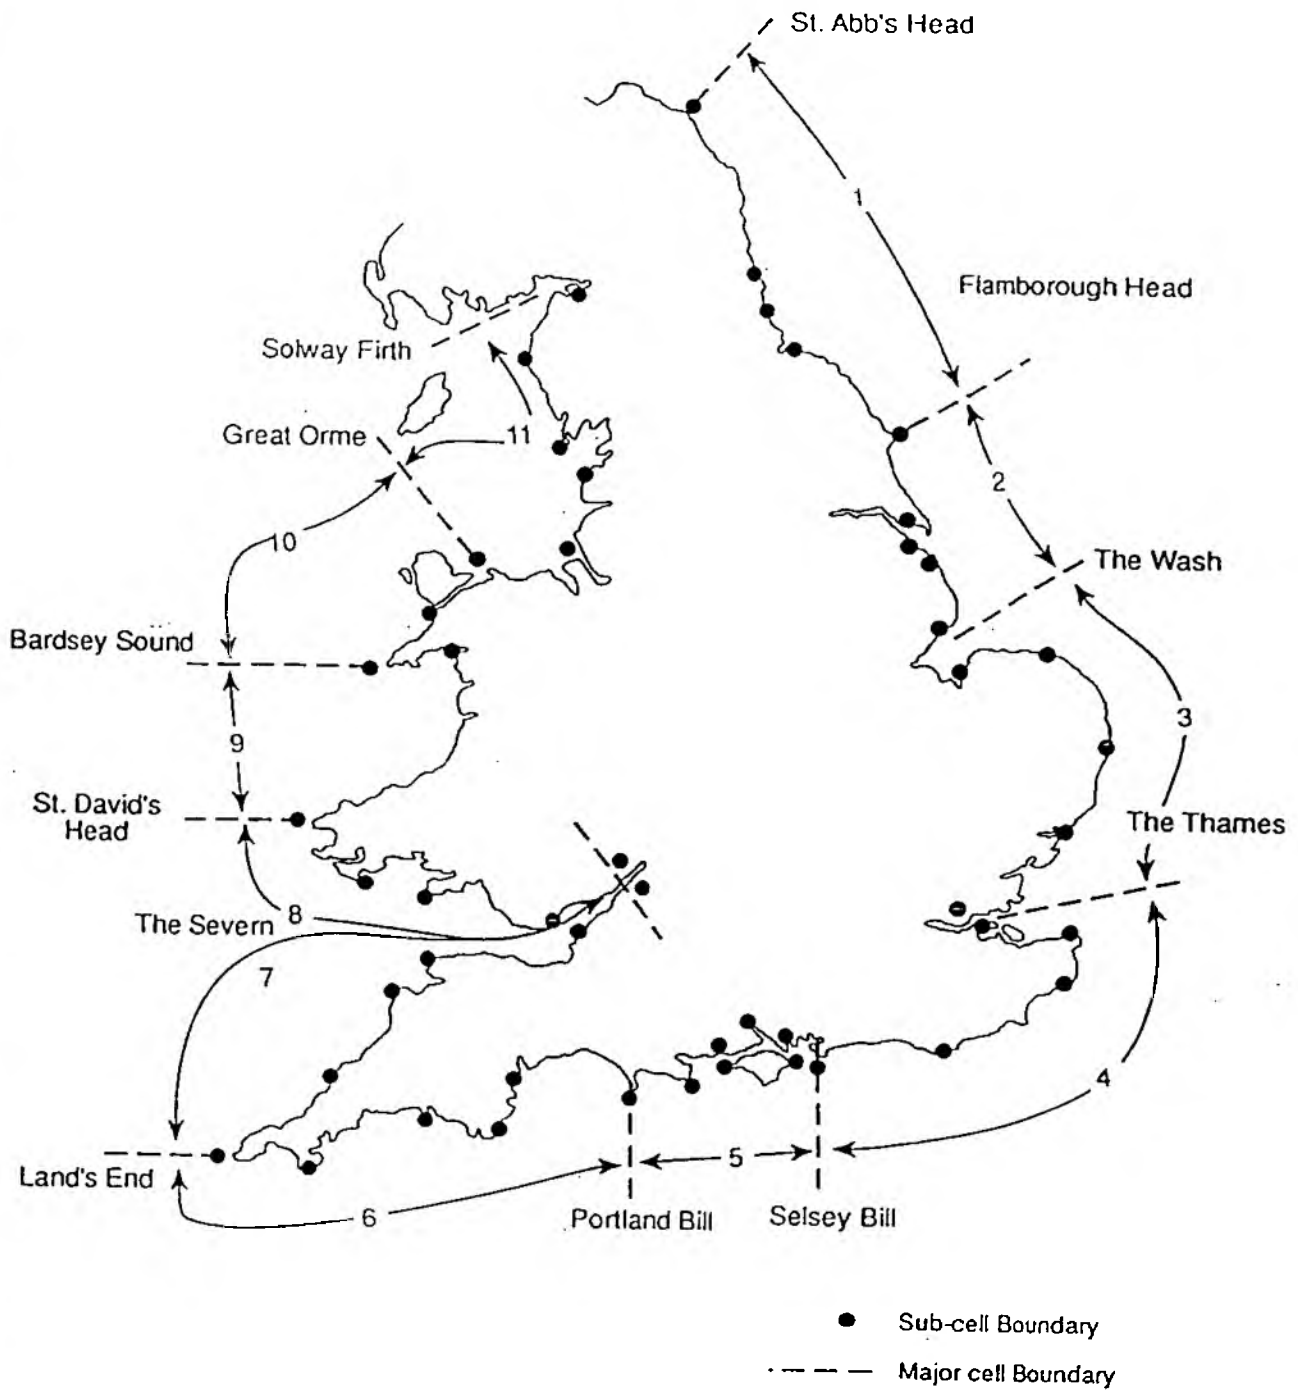 St. Abb's Head
1
Flamborough Head
Solway Firth
Great Orme
11
2
10
The Wash
Bardsey Sound
3
9
St. David's
Head
The Thames
8
The Severn
7
4
5
Land's End
6
Portland Bill
Selsey Bill
Sub-cell Boundary
Major cell Boundary